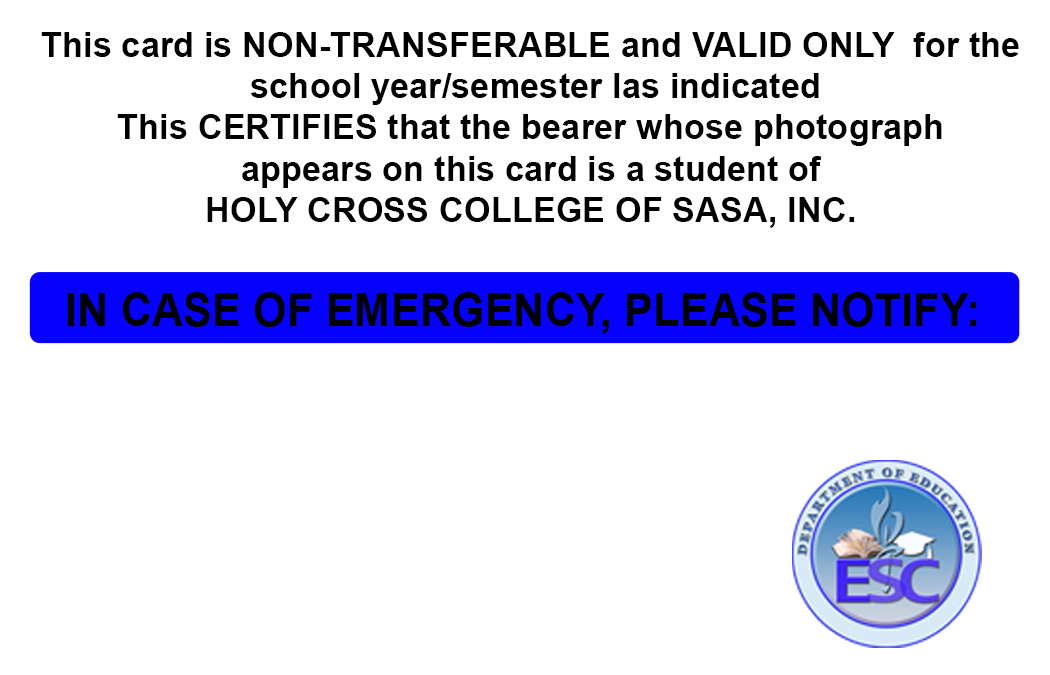 This card is NON-TRANSFERABLE and VALID ONLY for the
school year/semester las indicated
This CERTIFIES that the bearer whose photograph
appears on this card is a student of
HOLY CROSS COLLEGE OF SASA, INC.
IN CASE OF EMERGENCY, PLEASE NOTIFY:
DEPARTMENT OF EDUCATION
ESC